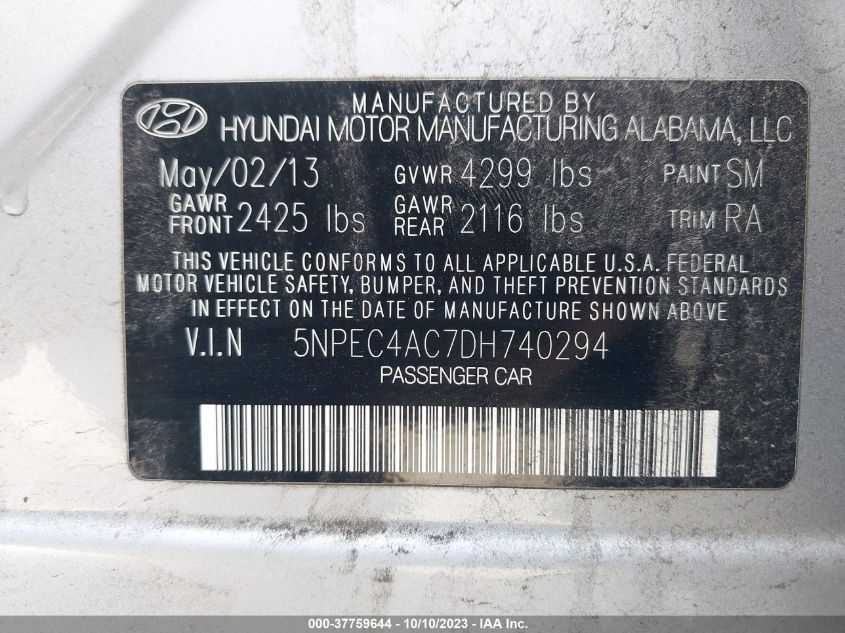 MANUFACTURED BY
HYUNDAI MOTOR MANUFACTURING ALABAMA, LLC
May/02/13 GVWR 4299 lbs PAINT SM
GAWR FRONT 2425 lbs GAWR REAR 2116 lbs TRIM RA
THIS VEHICLE CONFORMS TO ALL APPLICABLE U.S.A. FEDERAL
MOTOR VEHICLE SAFETY, BUMPER, AND THEFT PREVENTION STANDARDS
IN EFFECT ON THE DATE OF MANUFACTURE SHOWN ABOVE
V.I.N 5NPEC4AC7DH740294
PASSENGER CAR
000-37759644 - 10/10/2023 - IAA Inc.